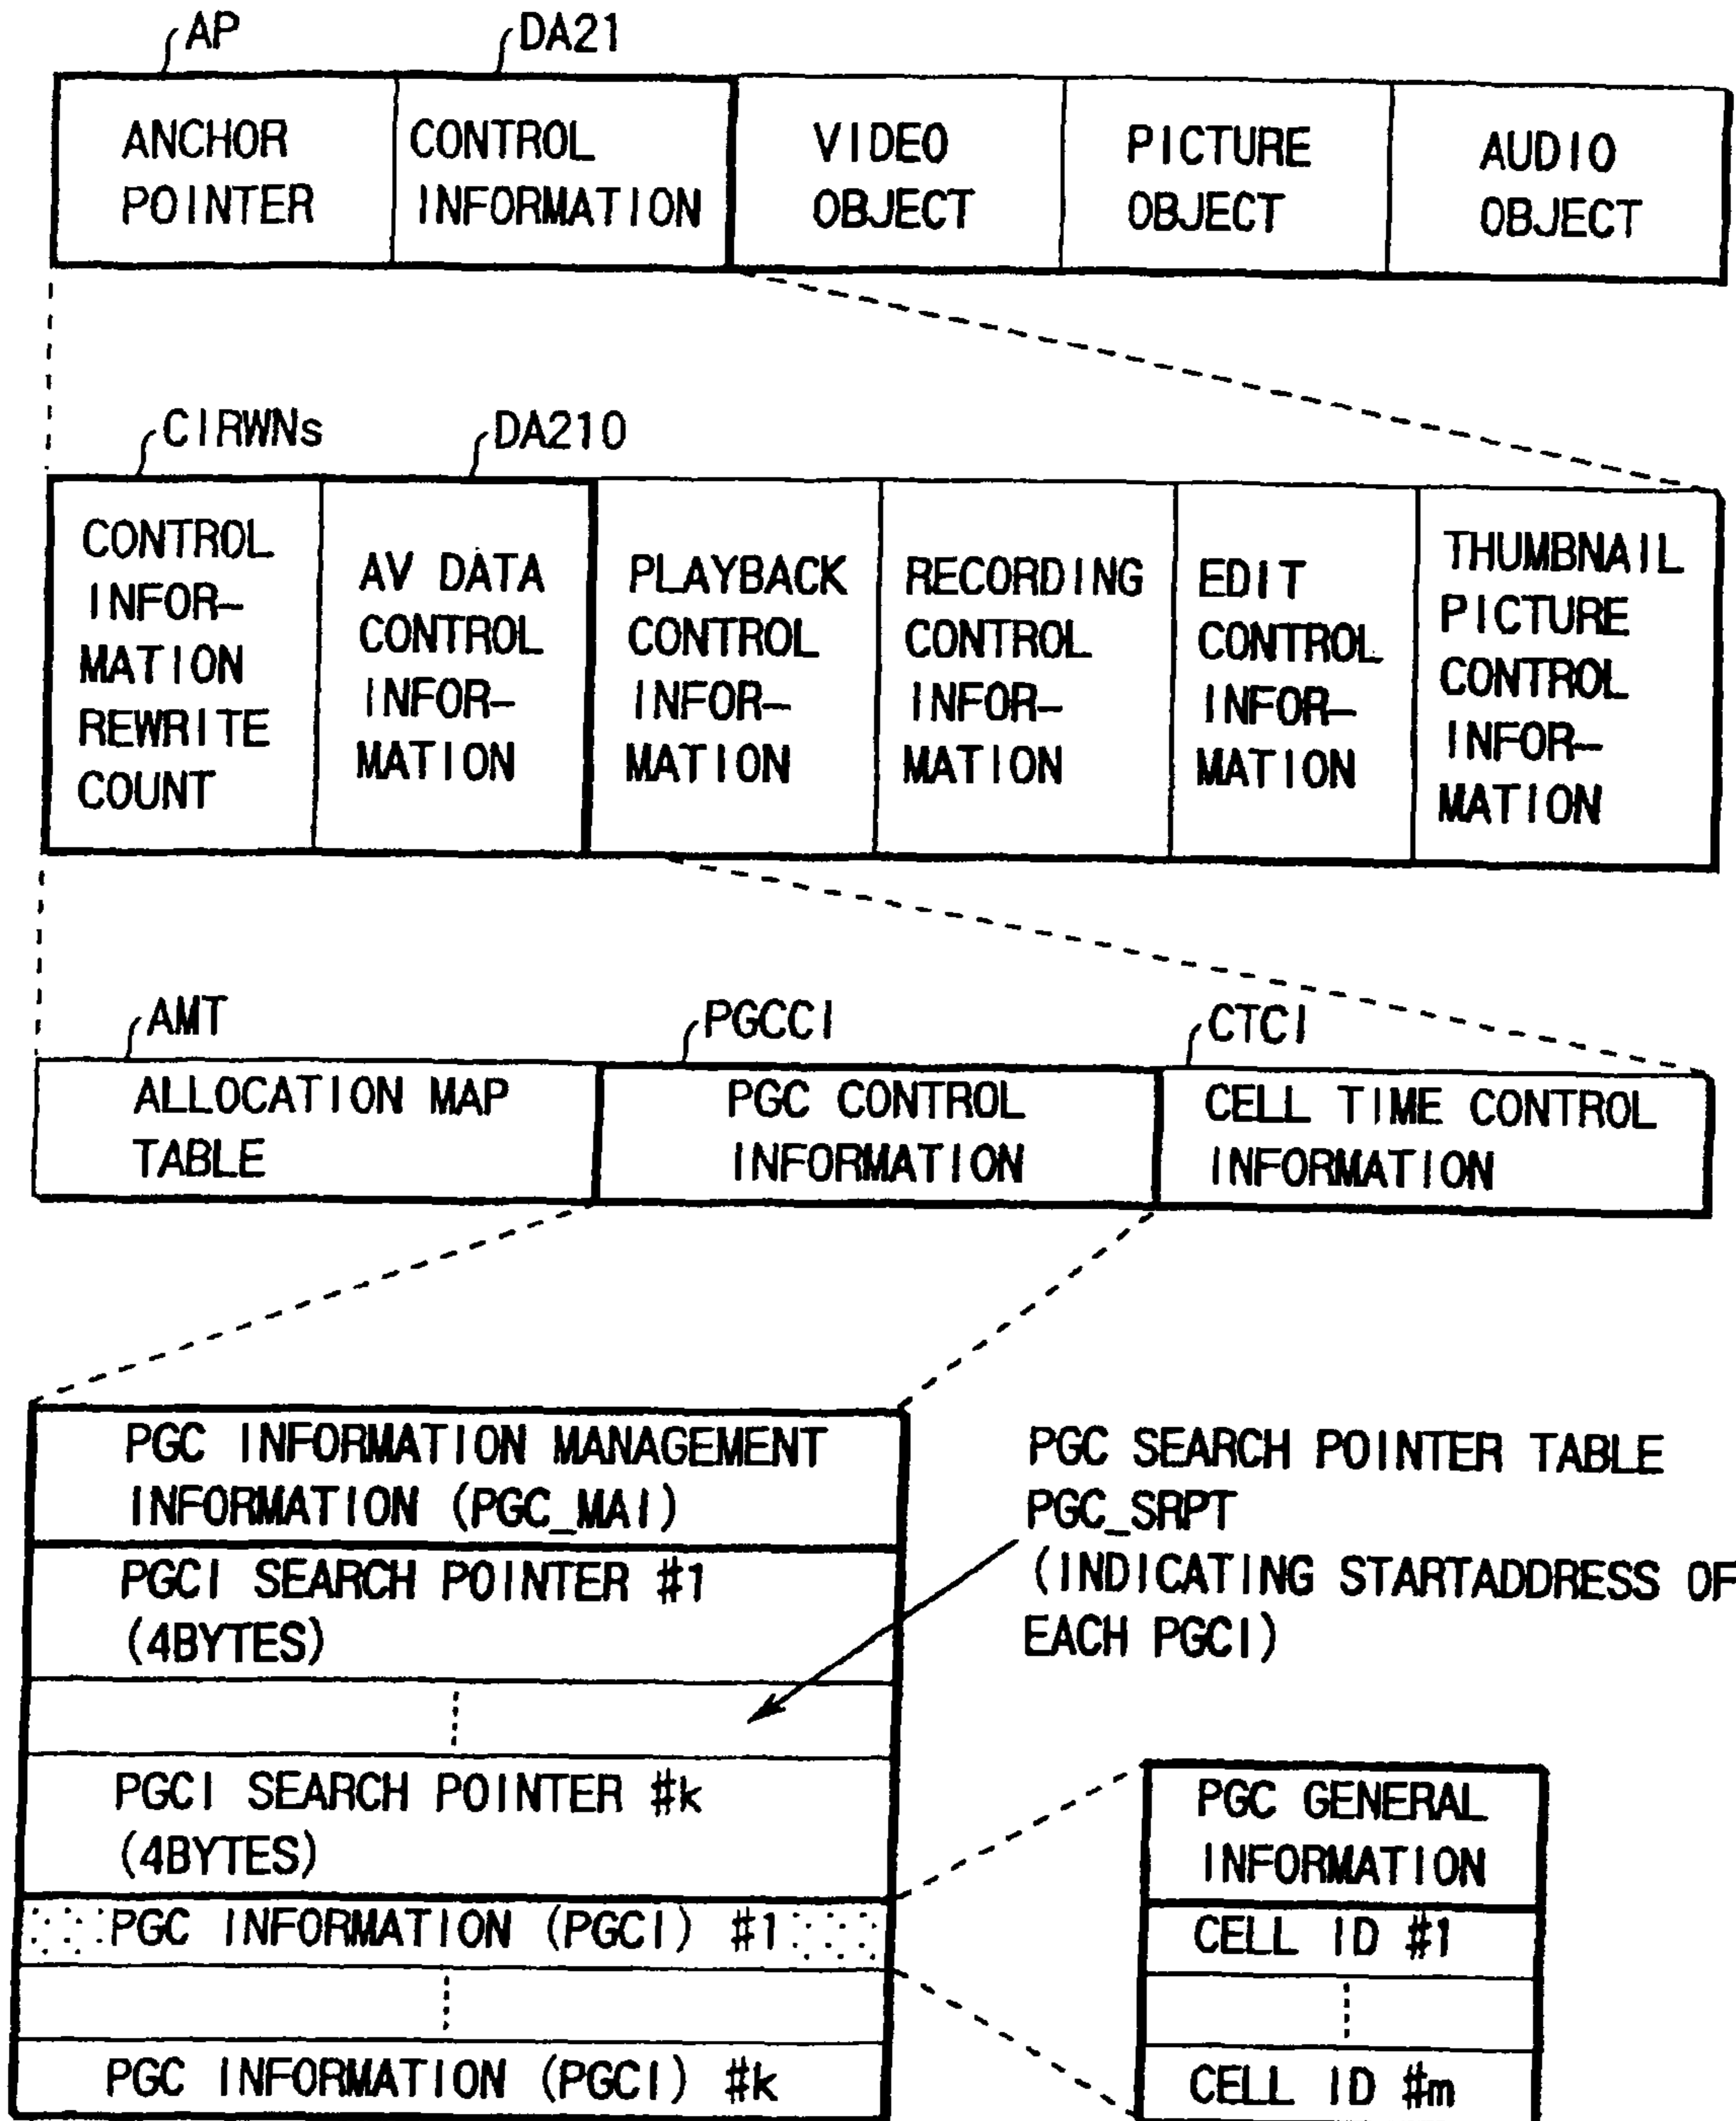 AP
DA21
ANCHOR
POINTER
CONTROL
INFORMATION
VIDEO
OBJECT
PICTURE
OBJECT
AUDIO
OBJECT
CIRWNs
DA210
CONTROL
INFOR-
MATION
REWRITE
COUNT
AV DATA
CONTROL
INFOR-
MATION
PLAYBACK
CONTROL
INFOR-
MATION
RECORDING
CONTROL
INFOR-
MATION
EDIT
CONTROL
INFOR-
MATION
THUMBNAIL
PICTURE
CONTROL
INFOR-
MATION
AMT
PGCCI
CTCI
ALLOCATION MAP
TABLE
PGC CONTROL
INFORMATION
CELL TIME CONTROL
INFORMATION
PGC INFORMATION MANAGEMENT
INFORMATION (PGC_MAI)
PGCI SEARCH POINTER #1
(4BYTES)
PGCI SEARCH POINTER #k
(4BYTES)
PGC INFORMATION (PGCI) #1
PGC INFORMATION (PGCI) #k
PGC SEARCH POINTER TABLE
PGC_SRPT
(INDICATING STARTADDRESS OF
EACH PGCI)
PGC GENERAL
INFORMATION
CELL ID #1
CELL ID #m